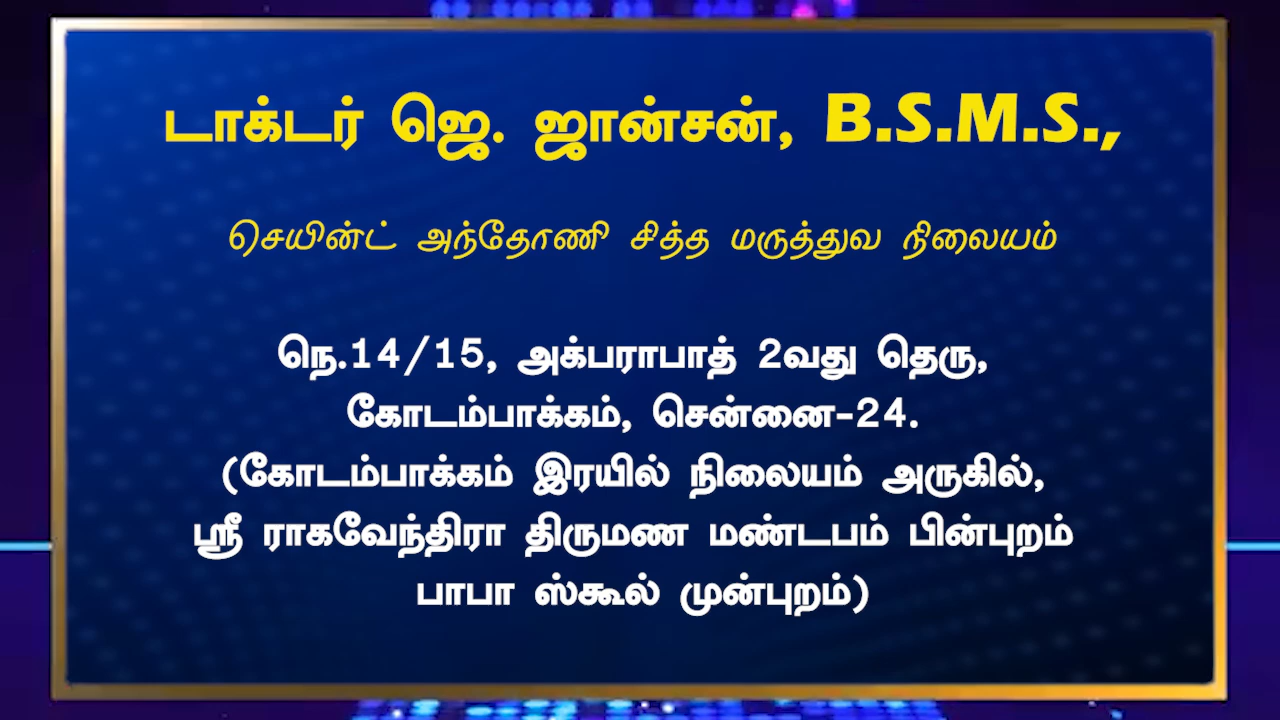 டாக்டர் ஜெ. ஜான்சன், B.S.M.S.,
செயின்ட் அந்தோணி சித்த மருத்துவ நிலையம்
நெ.14/15, அக்பராபாத் 2வது தெரு,
கோடம்பாக்கம், சென்னை-24.
(கோடம்பாக்கம் இரயில் நிலையம் அருகில்,
ஸ்ரீ ராகவேந்திரா திருமண மண்டபம் பின்புறம்
பாபா ஸ்கூல் முன்புறம்)